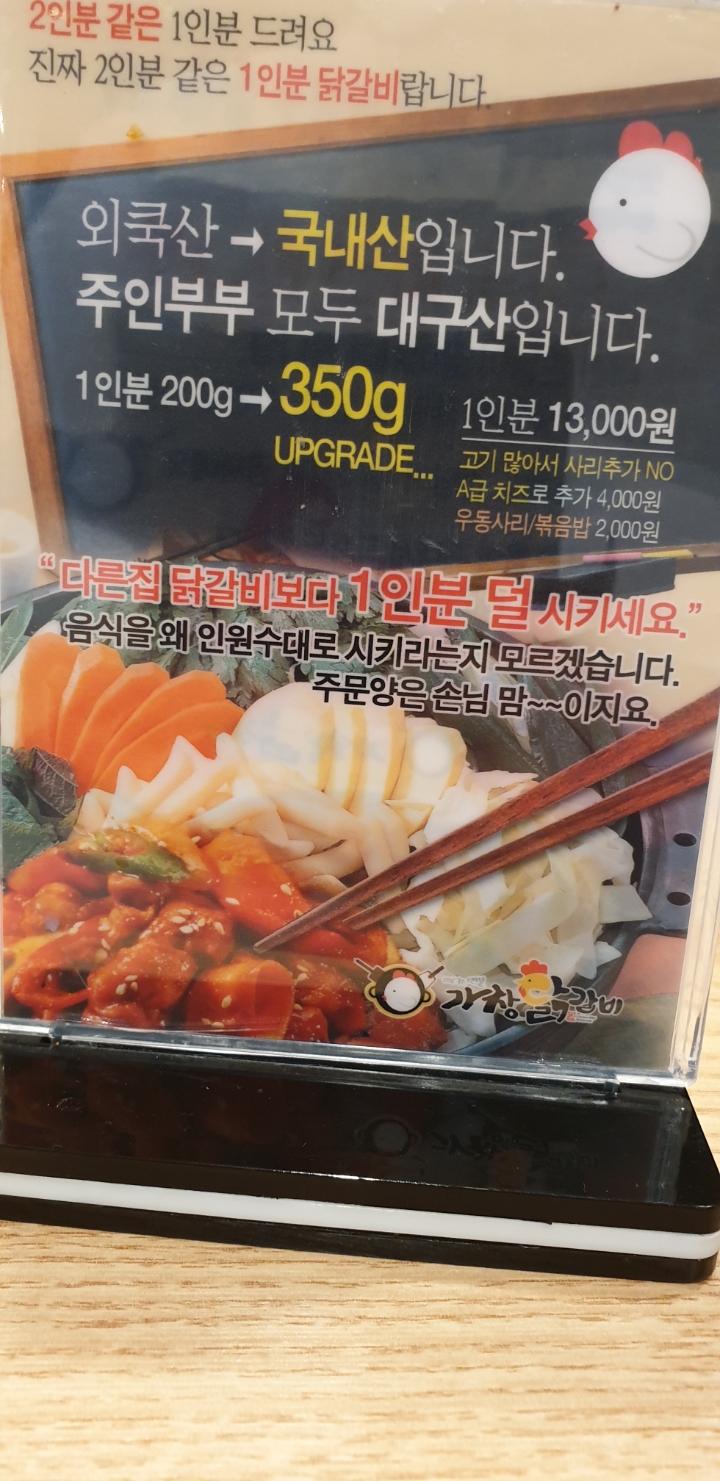 2인분 같은 1인분 드려요
진짜 2인분 같은 1인분 닭갈비랍니다.
외쿡산 → 국내산입니다.
주인부부 모두 대구산입니다.
1인분 200g → 350g
UPGRADE...
1인분 13,000원
고기 많아서 사리추가 NO
A급 치즈로 추가 4,000원
우동사리/볶음밥 2,000원
“다른집 닭갈비보다 1인분 덜 시키세요.”
음식을 왜 인원수대로 시키라는지 모르겠습니다.
주문양은 손님 맘~~이지요.
가창닭갈비